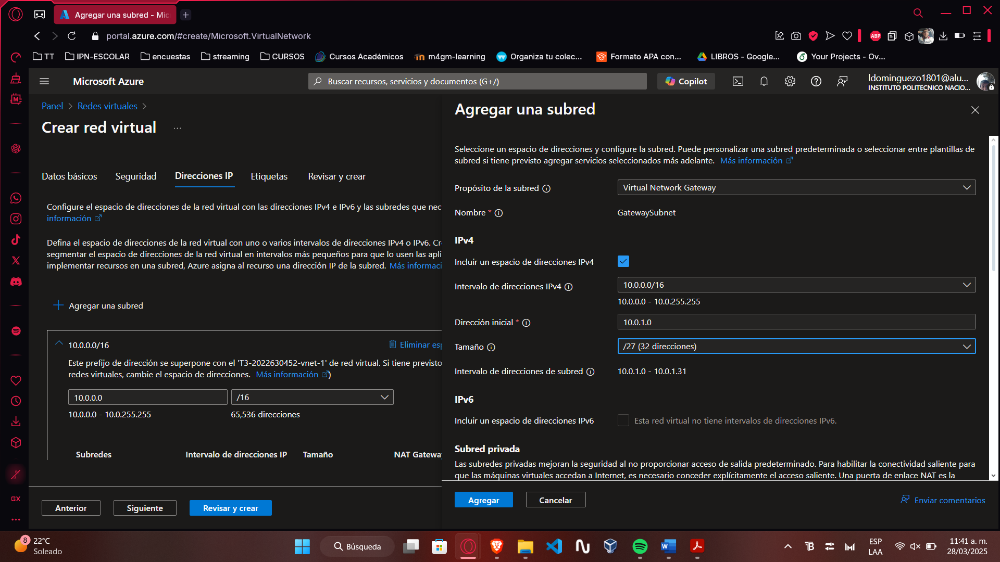 Agregar una subred - Mic
portal.azure.com/#create/Microsoft.VirtualNetwork
ABP
TT
IPN-ESCOLAR
encuestas
streaming
CURSOS
Cursos Académicos
m4gm-learning
Organiza tu colec...
Formato APA con...
LIBROS - Google...
Your Projects - Ov...
Microsoft Azure
Buscar recursos, servicios y documentos (G+/)
Copilot
ldominguezo1801@alu...
INSTITUTO POLITECNICO NACIO...
Panel > Redes virtuales >
Crear red virtual ...
Datos básicos
Seguridad
Direcciones IP
Etiquetas
Revisar y crear
Configure el espacio de direcciones de la red virtual con las direcciones IPv4 e IPv6 y las subredes que nec
información
Defina el espacio de direcciones de la red virtual con uno o varios intervalos de direcciones IPv4 o IPv6. Cr
segmentar el espacio de direcciones de la red virtual en intervalos más pequeños para que lo usen las apli
implementar recursos en una subred, Azure asigna al recurso una dirección IP de la subred. Más informaci
Agregar una subred
10.0.0.0/16
Eliminar esp
Este prefijo de dirección se superpone con el 'T3-2022630452-vnet-1' de red virtual. Si tiene previsto
redes virtuales, cambie el espacio de direcciones. Más información )
10.0.0.0
/16
10.0.0.0 - 10.0.255.255
65,536 direcciones
Subredes
Intervalo de direcciones IP
Tamaño
NAT Gateway
Anterior
Siguiente
Revisar y crear
Agregar una subred
Seleccione un espacio de direcciones y configure la subred. Puede personalizar una subred predeterminada o seleccionar entre plantillas de
subred si tiene previsto agregar servicios seleccionados más adelante. Más información
Propósito de la subred
Virtual Network Gateway
Nombre *
GatewaySubnet
IPv4
Incluir un espacio de direcciones IPv4
Intervalo de direcciones IPv4
10.0.0.0/16
10.0.0.0 - 10.0.255.255
Dirección inicial *
10.0.1.0
Tamaño
/27 (32 direcciones)
Intervalo de direcciones de subred
10.0.1.0 - 10.0.1.31
IPv6
Incluir un espacio de direcciones IPv6
Esta red virtual no tiene intervalos de direcciones IPv6.
Subred privada
Las subredes privadas mejoran la seguridad al no proporcionar acceso de salida predeterminado. Para habilitar la conectividad saliente para
que las máquinas virtuales accedan a Internet, es necesario conceder explícitamente el acceso saliente. Una puerta de enlace NAT es la
Agregar
Cancelar
Enviar comentarios
GX
8
22°C
Soleado
Búsqueda
ESP
LAA
11:41 a. m.
28/03/2025